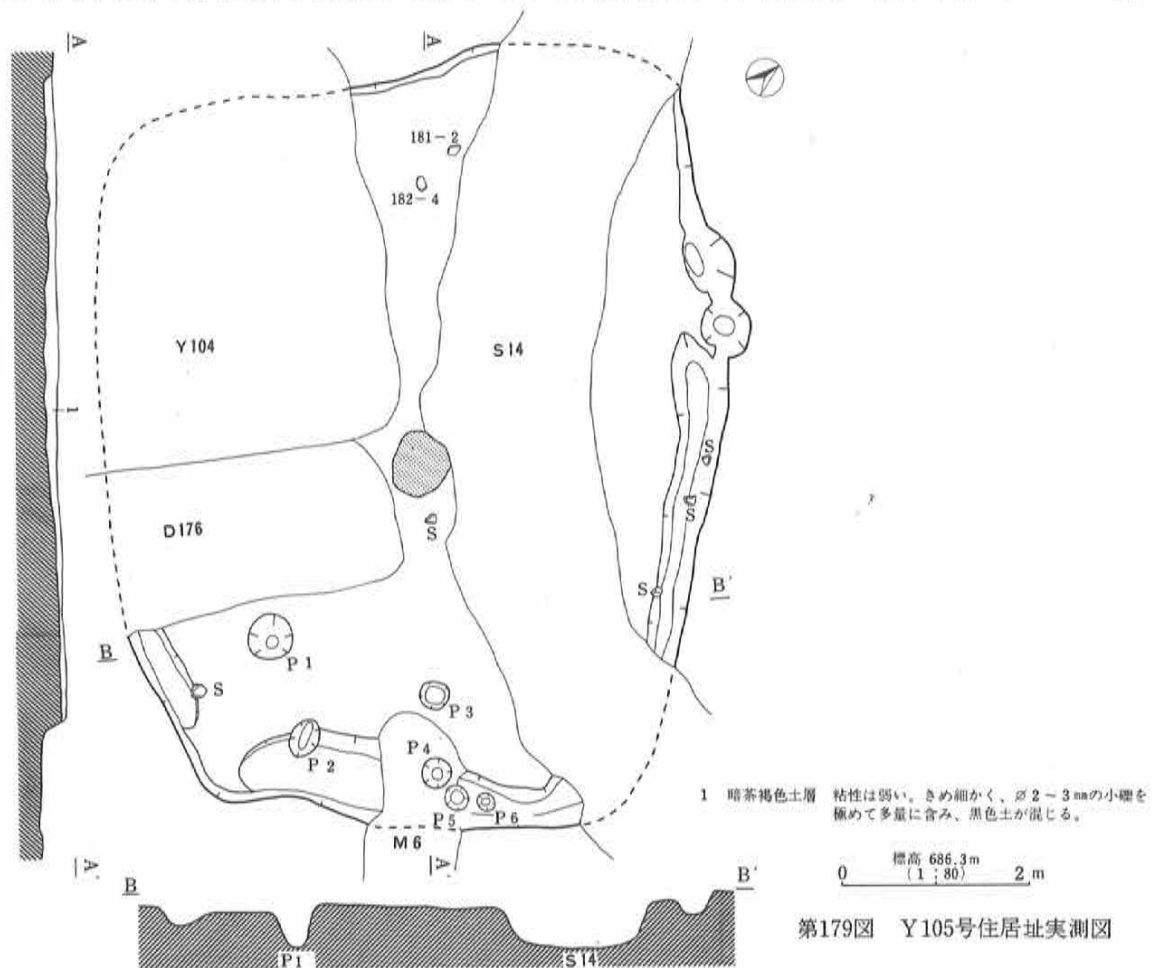 A
A
181-2
182-4
Y104
S14
1
S
S
D176
S
S
B'
B
P1
S
P3
P2
P4
P5
P6
M6
1 暗茶褐色土層 粘性は弱い。きめ細かく、∅2〜3㎜の小礫を
極めて多量に含み、黒色土が混じる。
標高 686.3m
(1:80)
0 2m
A'
A'
B
B'
P1
S14
第179図 Y105号住居址実測図